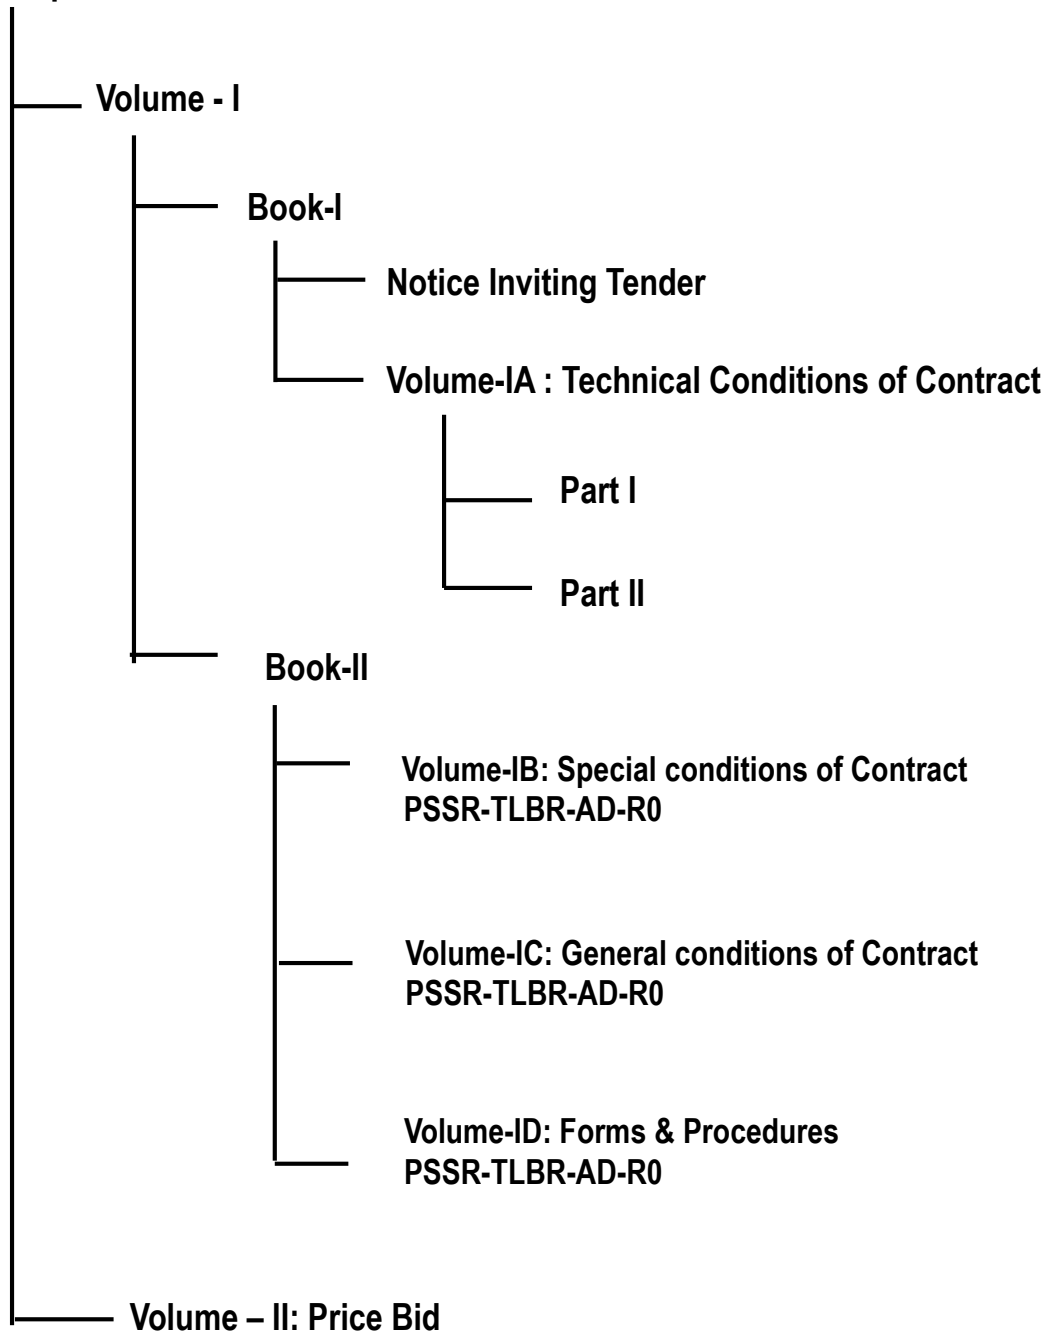 Volume - I
Book-I
Notice Inviting Tender
Volume-IA : Technical Conditions of Contract
Part I
Part II
Book-II
Volume-IB: Special conditions of Contract
PSSR-TLBR-AD-R0
Volume-IC: General conditions of Contract
PSSR-TLBR-AD-R0
Volume-ID: Forms & Procedures
PSSR-TLBR-AD-R0
Volume – II: Price Bid